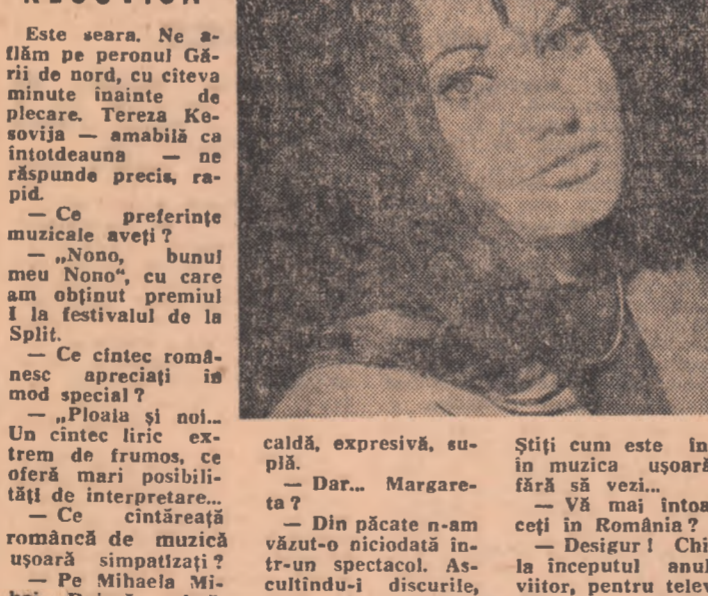 Este seara. Ne a-
flăm pe peronul Gă-
rii de nord, cu cîteva
minute înainte de
plecare. Tereza Ke-
sovija — amabilă ca
întotdeauna — ne
răspunde precis, ra-
pid.
— Ce preferințe
muzicale aveți ?
— „Nono, bunul
meu Nono“, cu care
am obținut premiul
I la festivalul de la
Split.
— Ce cîntec româ-
nesc apreciați în
mod special ?
— „Ploaia și noi...
Un cîntec liric ex-
trem de frumos, ce
oferă mari posibili-
tăți de interpretare...
— Ce cîntăreață
româncă de muzică
ușoară simpatizați ?
— Pe Mihaela Mi-
caldă, expresivă, su-
plă.
— Dar... Margare-
ta ?
— Din păcate n-am
văzut-o niciodată în-
tr-un spectacol. As-
cultîndu-i discurile,
Știți cum este în
în muzica ușoară
fără să vezi...
— Vă mai întoa
ceți în România ?
— Desigur ! Chi
la începutul anul
viitor, pentru telev